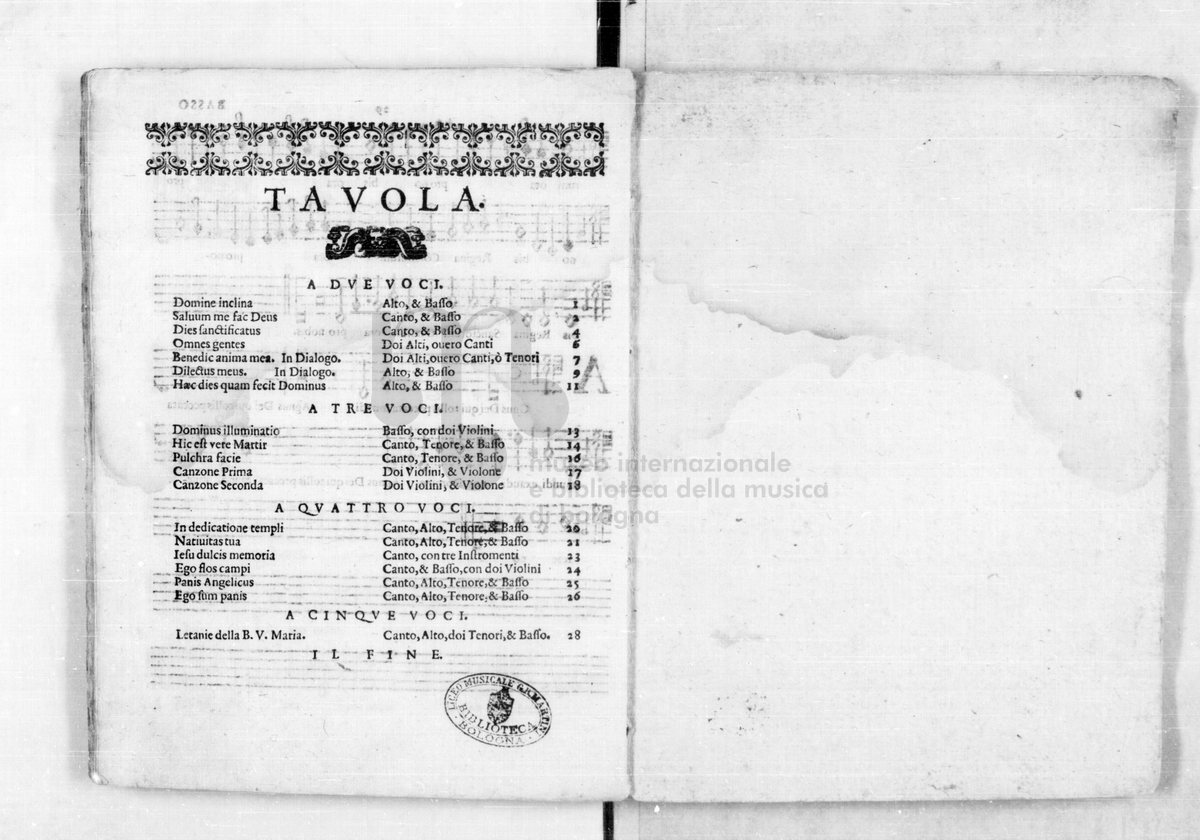 TAVOLA.
A DVE VOCI.
Domine inclina Alto, & Basso 1
Saluum me fac Deus Canto, & Basso 2
Dies sanctificatus Canto, & Basso 4
Omnes gentes Doi Alti, ouero Canti 6
Benedic anima mea. In Dialogo. Doi Alti, ouero Canti, ò Tenori 7
Dilectus meus. In Dialogo. Alto, & Basso 9
Hæc dies quam fecit Dominus Alto, & Basso 11
A TRE VOCI.
Dominus illuminatio Basso, con doi Violini 13
Hic est vere Martir Canto, Tenore, & Basso 14
Pulchra facie Canto, Tenore, & Basso 16
Canzone Prima Doi Violini, & Violone 17
Canzone Seconda Doi Violini, & Violone 18
A QVATTRO VOCI.
In dedicatione templi Canto, Alto, Tenore, & Basso 20
Natiuitas tua Canto, Alto, Tenore, & Basso 21
Iesu dulcis memoria Canto, con tre Instromenti 23
Ego flos campi Canto, & Basso, con doi Violini 24
Panis Angelicus Canto, Alto, Tenore, & Basso 25
Ego sum panis Canto, Alto, Tenore, & Basso 26
A CINQVE VOCI.
Letanie della B. V. Maria. Canto, Alto, doi Tenori, & Basso. 28
IL FINE.
LICEO MUSICALE G.B. MARTINI
BIBLIOTECA
BOLOGNA
museo internazionale
e biblioteca della musica
di bologna